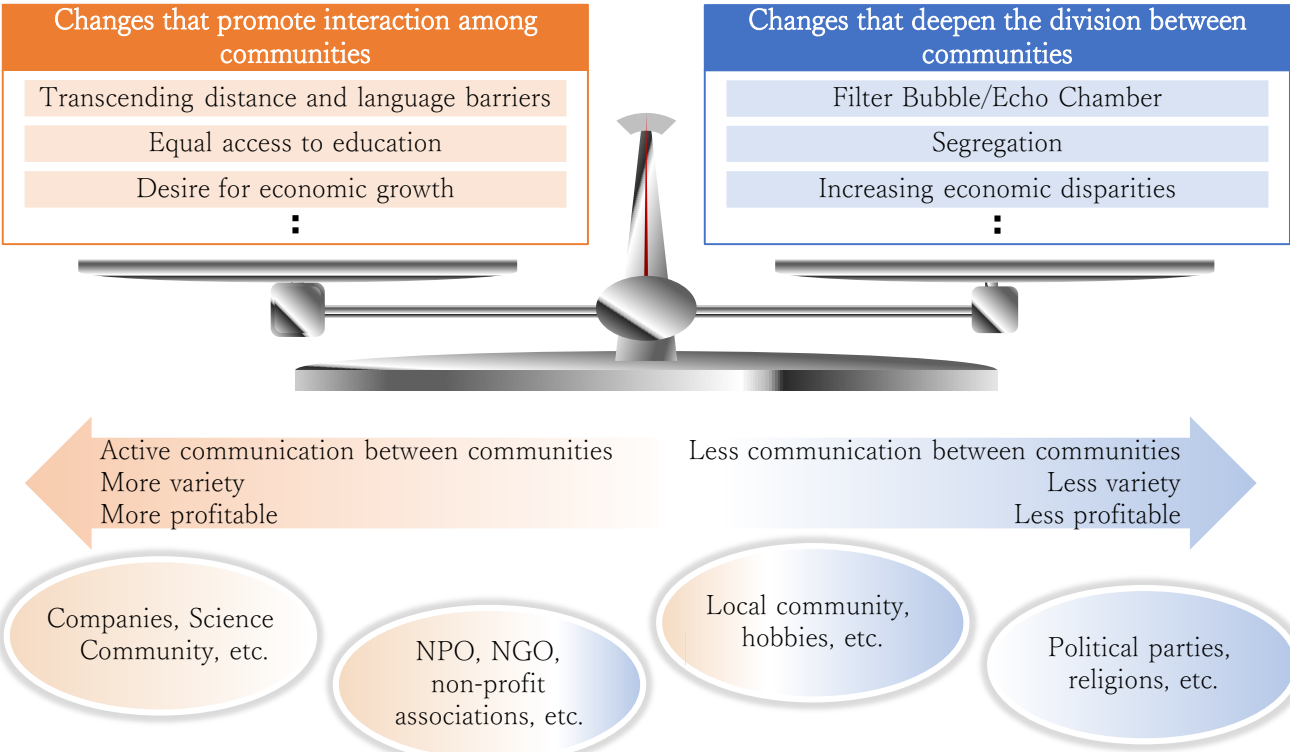 Changes that promote interaction among
communities
Transcending distance and language barriers
Equal access to education
Desire for economic growth
:
Changes that deepen the division between
communities
Filter Bubble/Echo Chamber
Segregation
Increasing economic disparities
:
Active communication between communities
More variety
More profitable
Less communication between communities
Less variety
Less profitable
Companies, Science
Community, etc.
NPO, NGO,
non-profit
associations, etc.
Local community,
hobbies, etc.
Political parties,
religions, etc.